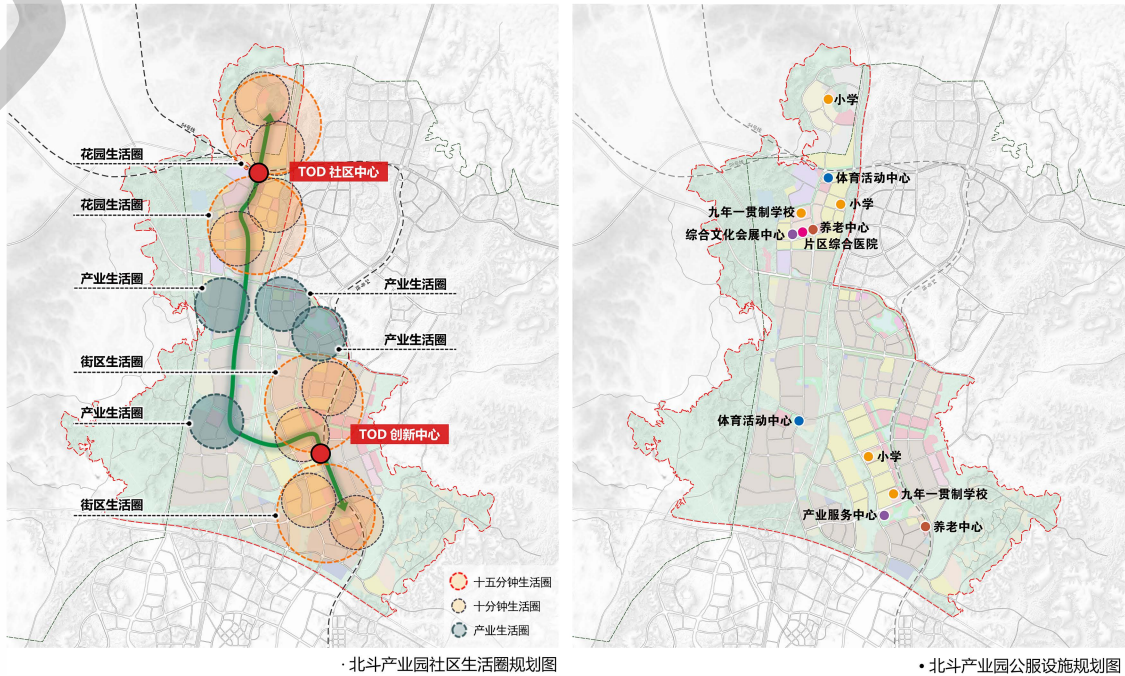 花园生活圈
TOD 社区中心
花园生活圈
产业生活圈
产业生活圈
产业生活圈
街区生活圈
产业生活圈
TOD 创新中心
街区生活圈
十五分钟生活圈
十分钟生活圈
产业生活圈
· 北斗产业园社区生活圈规划图
小学
体育活动中心
小学
九年一贯制学校
养老中心
综合文化会展中心
片区综合医院
体育活动中心
小学
九年一贯制学校
产业服务中心
养老中心
• 北斗产业园公服设施规划图